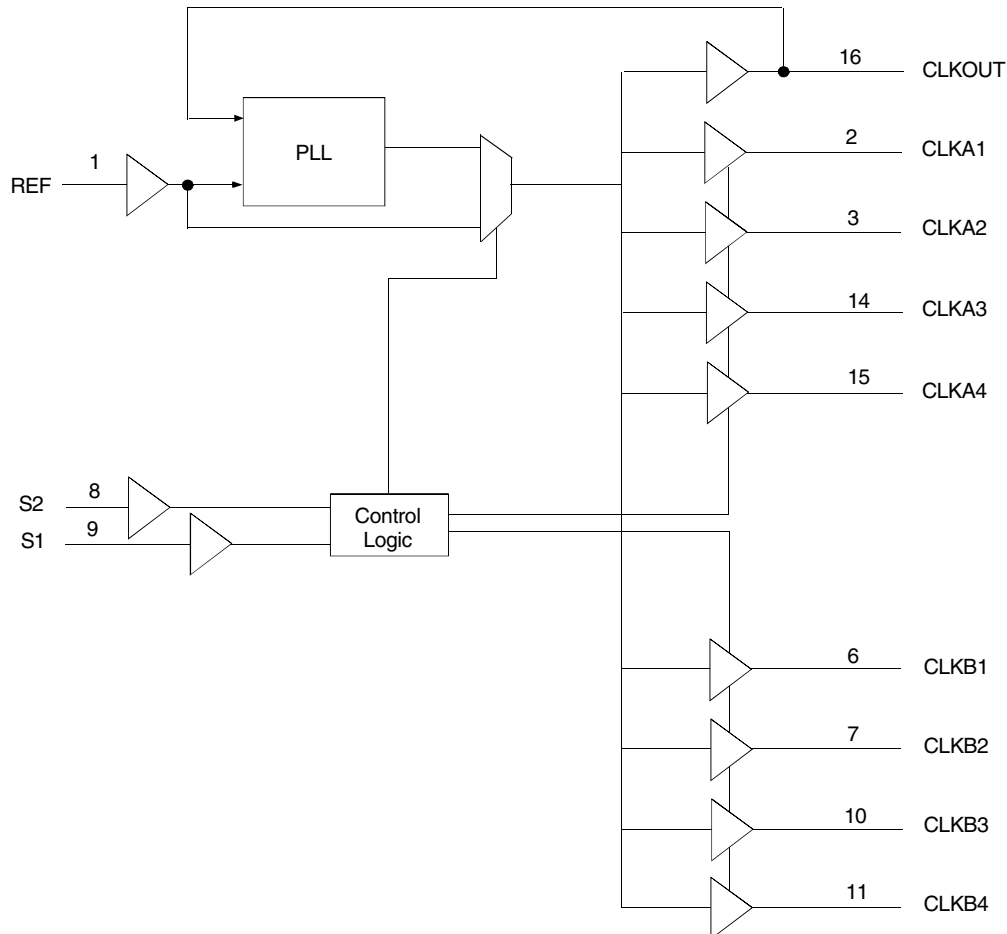 16 CLKOUT
PLL
1
REF
2 CLKA1
3 CLKA2
14 CLKA3
15 CLKA4
S2 8
S1 9
Control
Logic
6 CLKB1
7 CLKB2
10 CLKB3
11 CLKB4